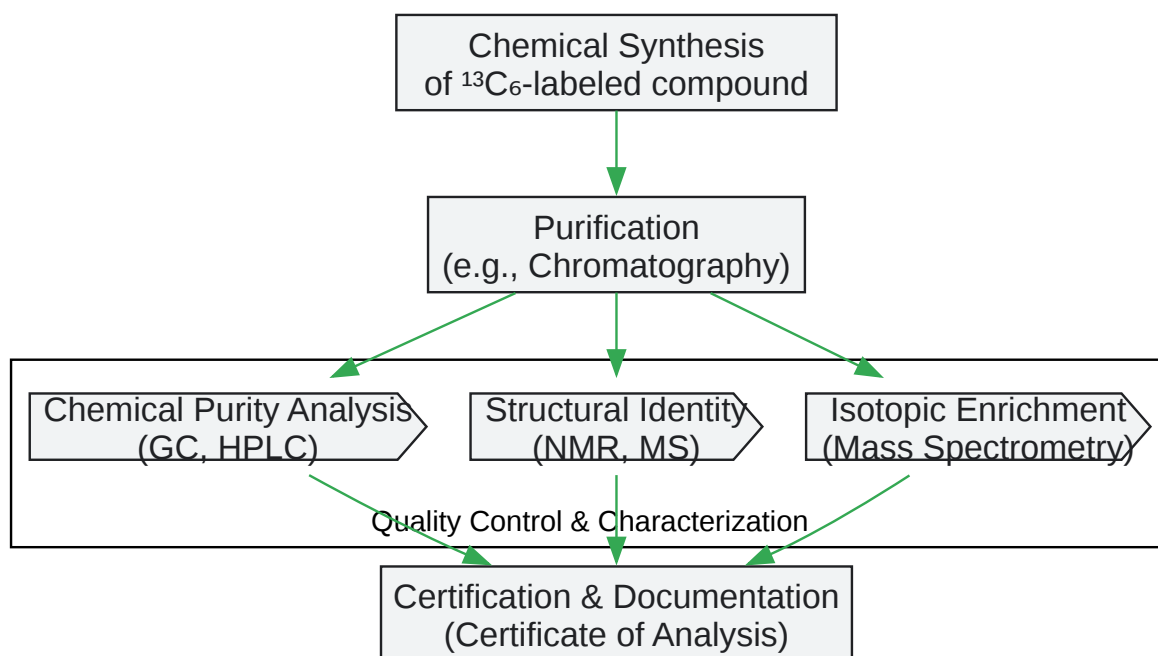 Chemical Synthesis
of ¹³C₆-labeled compound
Purification
(e.g., Chromatography)
Chemical Purity Analysis
(GC, HPLC)
Structural Identity
(NMR, MS)
Isotopic Enrichment
(Mass Spectrometry)
Quality Control & Characterization
Certification & Documentation
(Certificate of Analysis)